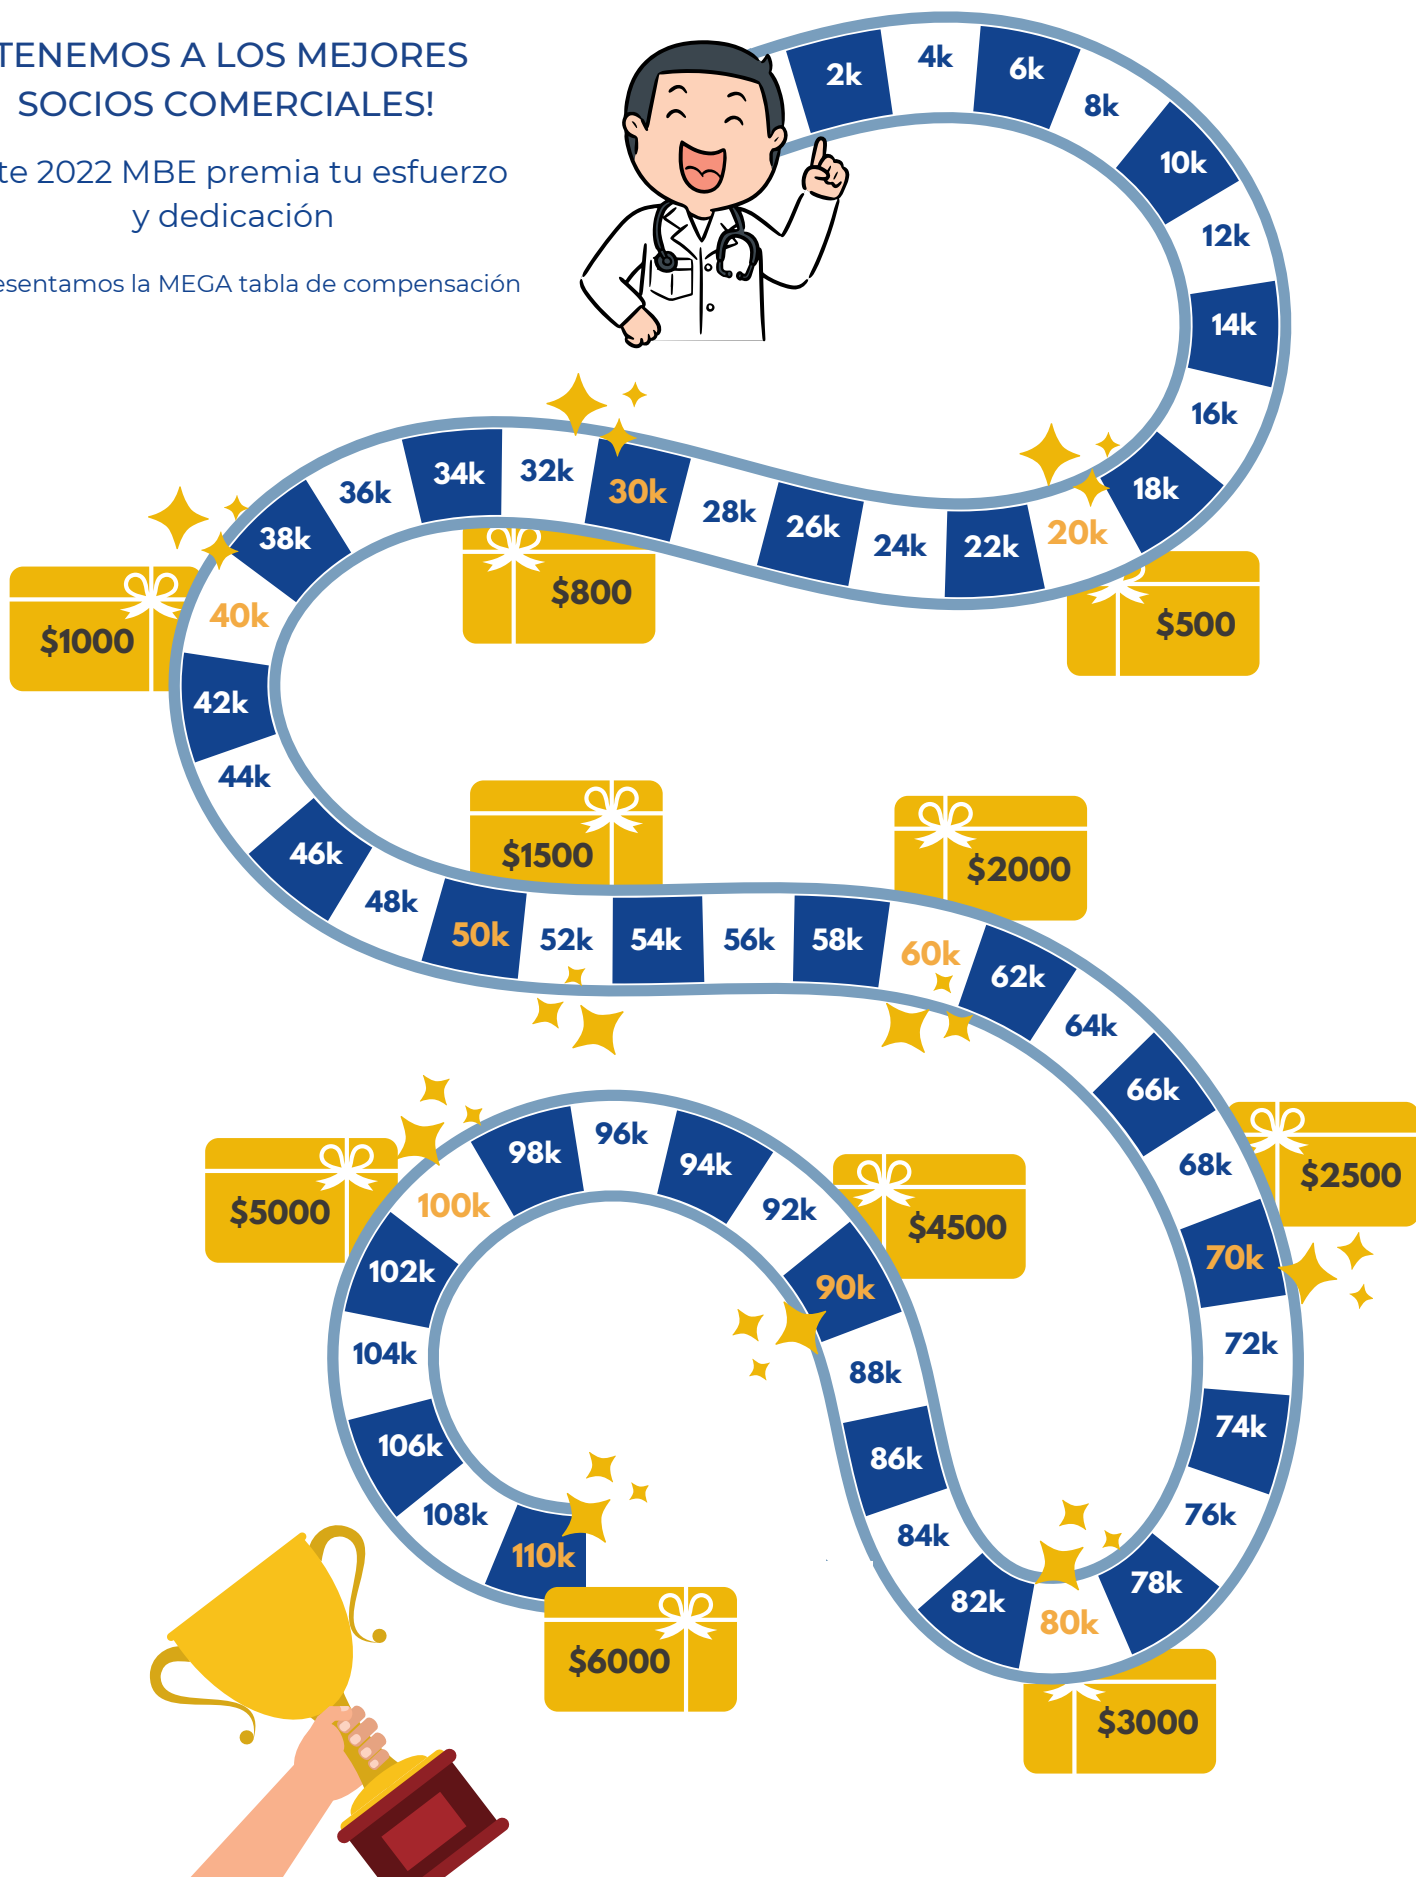 TENEMOS A LOS MEJORES
SOCIOS COMERCIALES!
te 2022 MBE premia tu esfuerzo
y dedicación
esentamos la MEGA tabla de compensación
2k
4k
6k
8k
10k
12k
14k
16k
18k
20k
$500
22k
24k
26k
28k
30k
$800
32k
34k
36k
38k
40k
$1000
42k
44k
46k
48k
50k
$1500
52k
54k
56k
58k
60k
$2000
62k
64k
66k
68k
70k
$2500
72k
74k
76k
78k
80k
$3000
82k
84k
86k
88k
90k
$4500
92k
94k
96k
98k
100k
$5000
102k
104k
106k
108k
110k
$6000